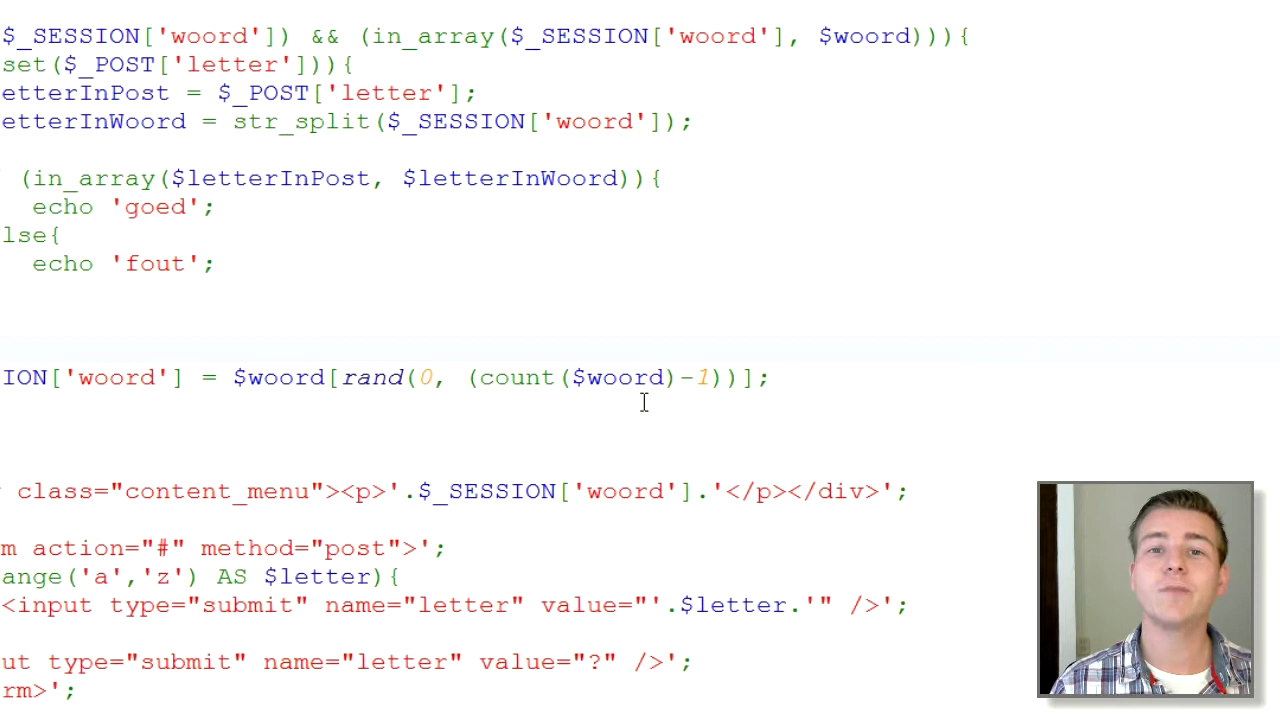 $_SESSION['woord']) && (in_array($_SESSION['woord'], $woord))){
set($_POST['letter'])){
etterInPost = $_POST['letter'];
etterInWoord = str_split($_SESSION['woord']);
(in_array($letterInPost, $letterInWoord)){
echo 'goed';
lse{
echo 'fout';
ION['woord'] = $woord[rand(0, (count($woord)-1))];
class="content_menu"><p>'.$_SESSION['woord'].'</p></div>';
m action="#" method="post">';
ange('a','z') AS $letter){
<input type="submit" name="letter" value="'.$letter.'" />';
ut type="submit" name="letter" value="?" />';
rm>';